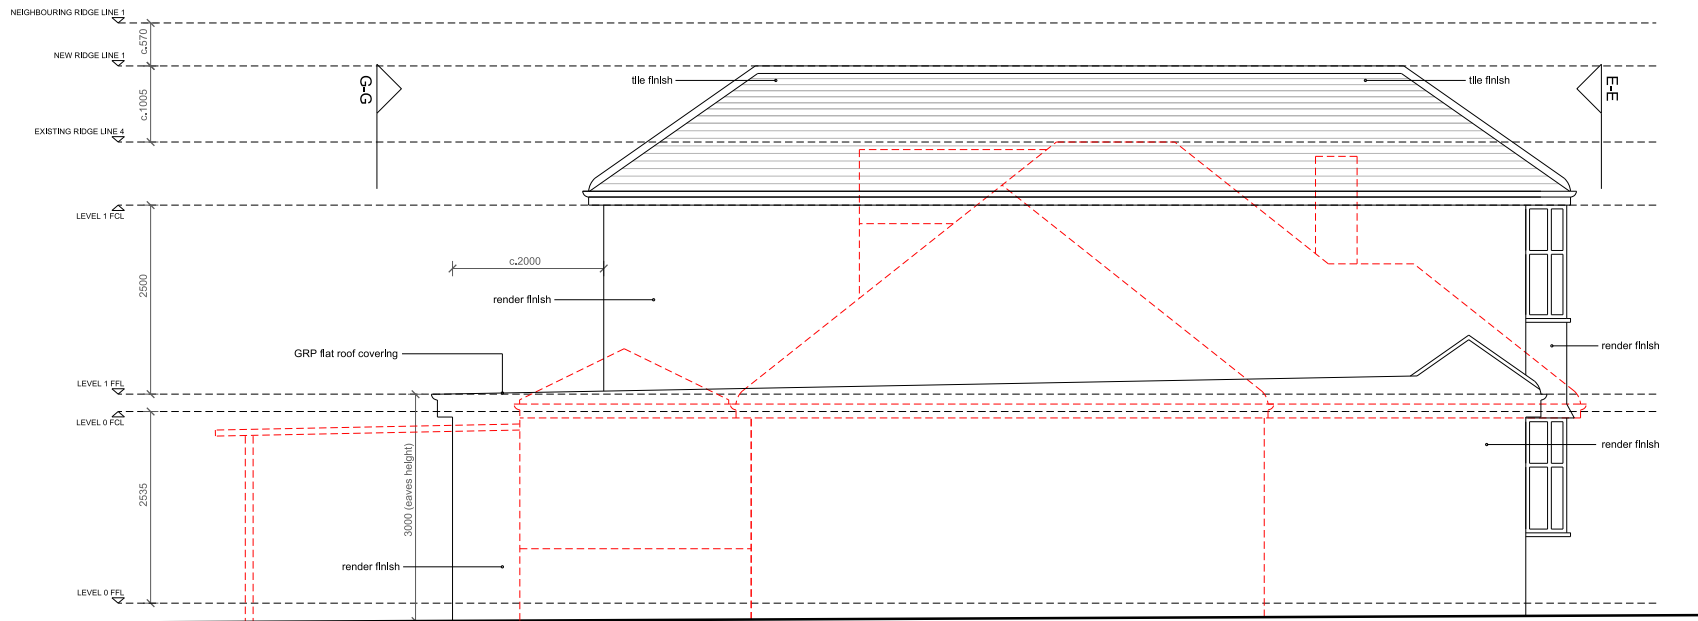 NEIGHBOURING RIDGE LINE 1
c.570
NEW RIDGE LINE 1
G-G
tile finish
tile finish
E-E
c.1005
EXISTING RIDGE LINE 4
LEVEL 1 FCL
c.2000
2500
render finish
render finish
GRP flat roof covering
LEVEL 1 FFL
LEVEL 0 FCL
render finish
3000 (eaves height)
2535
render finish
LEVEL 0 FFL